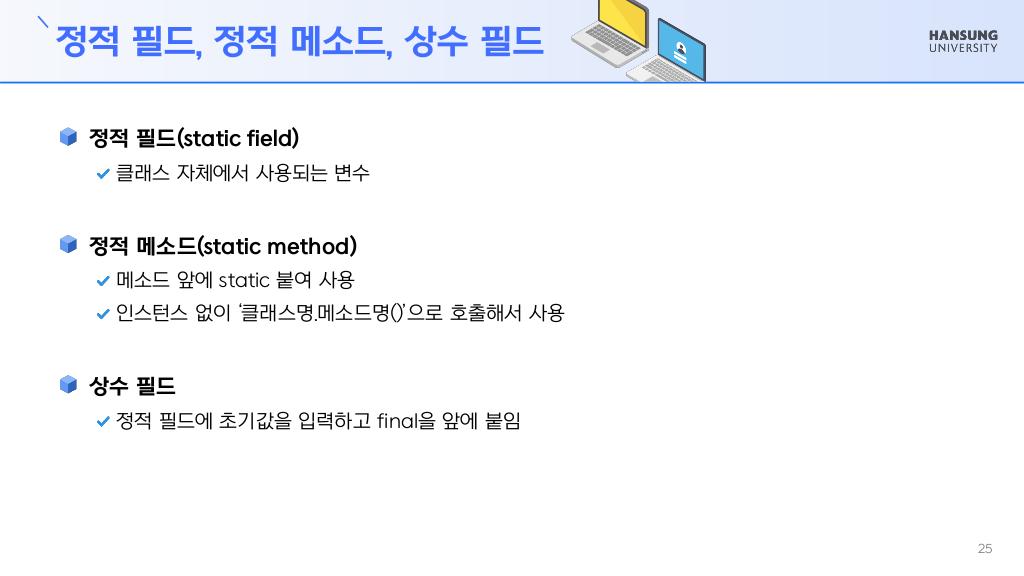 정적 필드, 정적 메소드, 상수 필드
HANSUNG
UNIVERSITY
정적 필드(static field)
클래스 자체에서 사용되는 변수
정적 메소드(static method)
메소드 앞에 static 붙여 사용
인스턴스 없이 ‘클래스명.메소드명()’으로 호출해서 사용
상수 필드
정적 필드에 초기값을 입력하고 final을 앞에 붙임
25